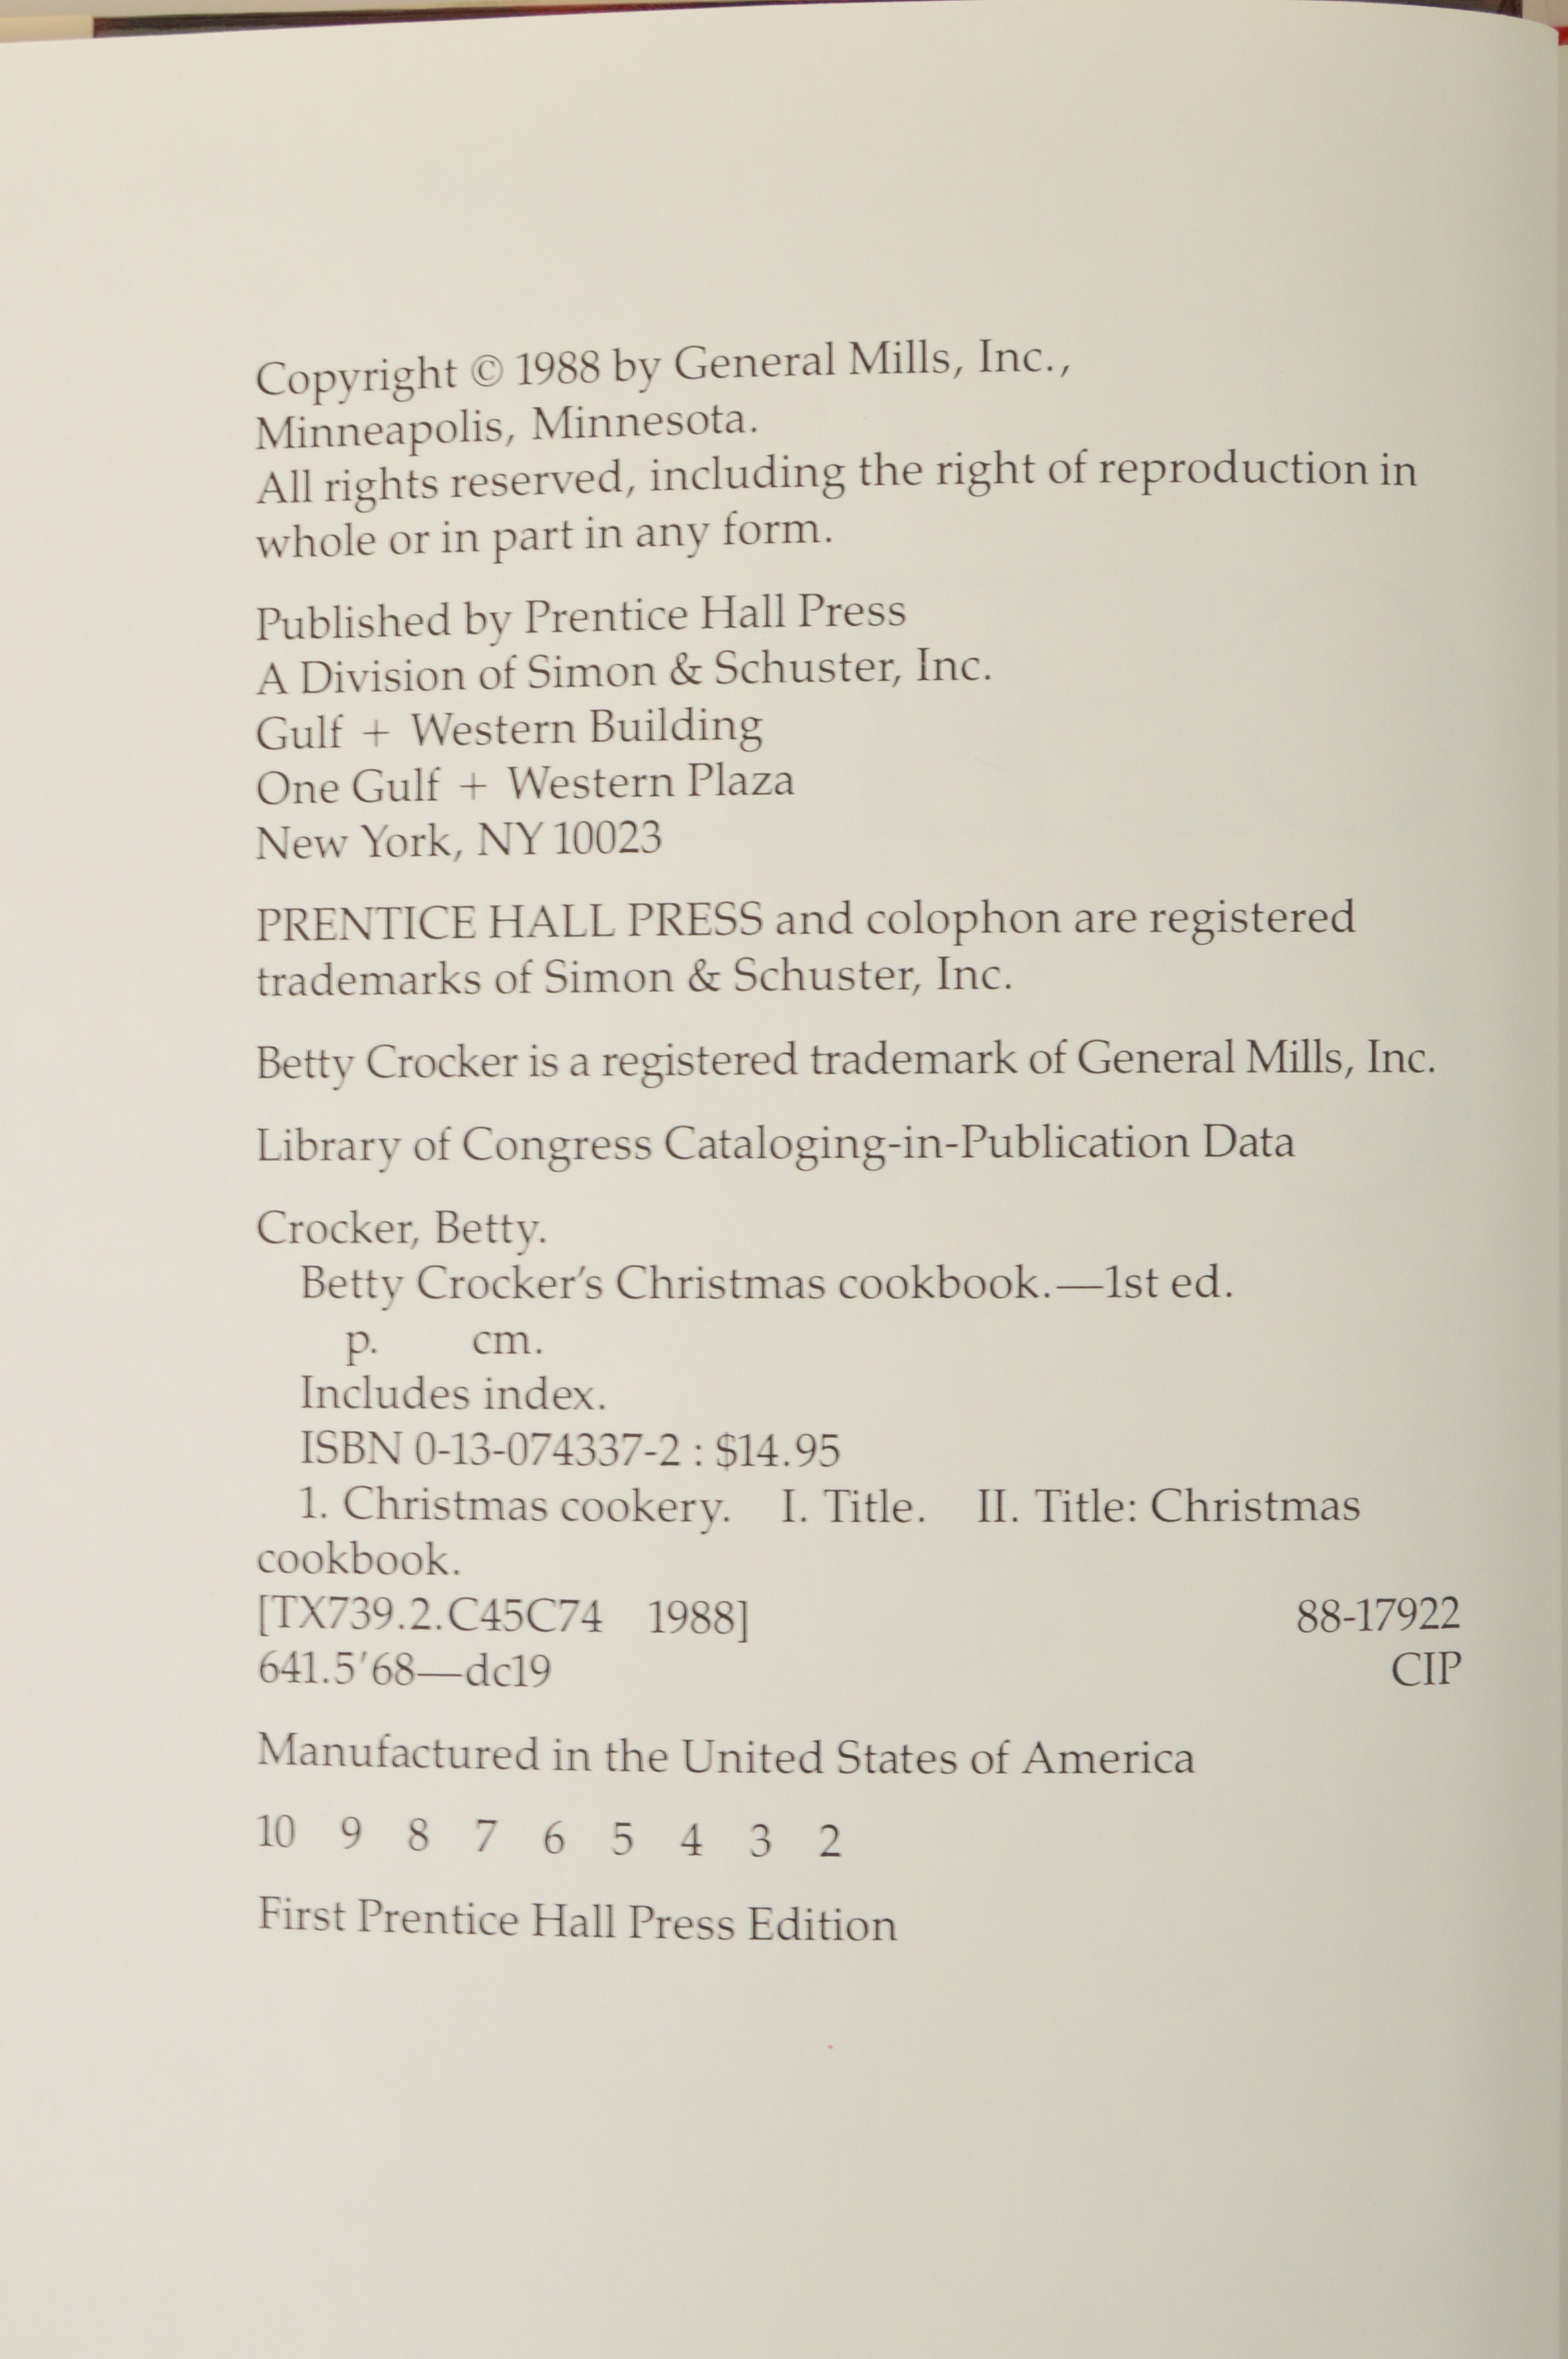 Copyright © 1988 by General Mills, Inc.,
Minneapolis, Minnesota.
All rights reserved, including the right of reproduction in
whole or in part in any form.
Published by Prentice Hall Press
A Division of Simon & Schuster, Inc.
Gulf + Western Building
One Gulf + Western Plaza
New York, NY 10023
PRENTICE HALL PRESS and colophon are registered
trademarks of Simon & Schuster, Inc.
Betty Crocker is a registered trademark of General Mills, Inc.
Library of Congress Cataloging-in-Publication Data
Crocker, Betty.
Betty Crocker's Christmas cookbook.—1st ed.
p. cm.
Includes index.
ISBN 0-13-074337-2 : $14.95
1. Christmas cookery. I. Title. II. Title: Christmas
cookbook.
[TX739.2.C45C74 1988] 88-17922
641.5'68—dc19 CIP
Manufactured in the United States of America
10 9 8 7 6 5 4 3 2
First Prentice Hall Press Edition